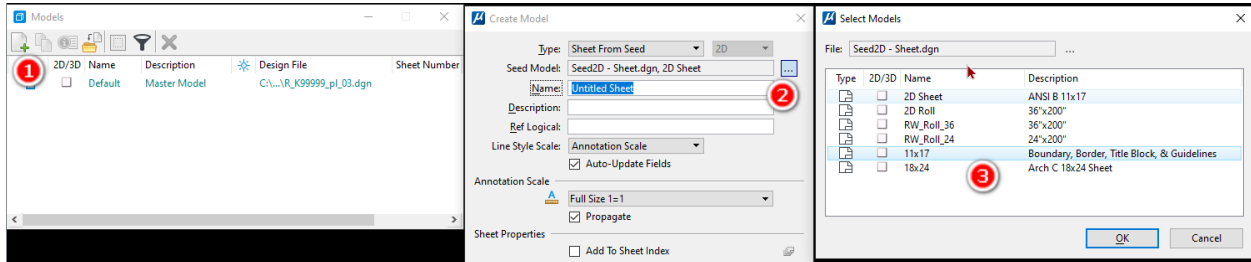 Models
1
2D/3D Name Description Design File Sheet Number
Default Master Model C:\...\R_K99999_pl_03.dgn
Create Model
Type: Sheet From Seed 2D
Seed Model: Seed2D - Sheet.dgn, 2D Sheet ...
Name: Untitled Sheet
2
Description:
Ref Logical:
Line Style Scale: Annotation Scale
Auto-Update Fields
Annotation Scale
A Full Size 1=1
Propagate
Sheet Properties
Add To Sheet Index
Select Models
File: Seed2D - Sheet.dgn ...
Type 2D/3D Name Description
2D Sheet ANSI B 11x17
2D Roll 36"x200"
RW_Roll_36 36"x200"
RW_Roll_24 24"x200"
11x17 Boundary, Border, Title Block, & Guidelines
18x24 Arch C 18x24 Sheet
3
OK Cancel